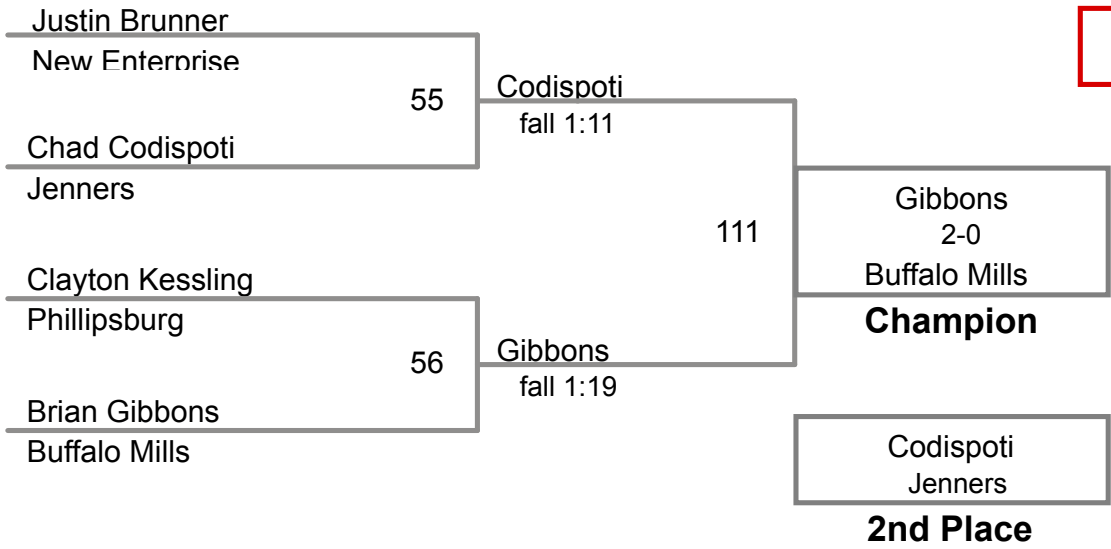 Justin Brunner
New Enterprise
55
Codispoti
fall 1:11
Chad Codispoti
Jenners
111
Gibbons
2-0
Buffalo Mills
Champion
Clayton Kessling
Phillipsburg
56
Gibbons
fall 1:19
Brian Gibbons
Buffalo Mills
Codispoti
Jenners
2nd Place